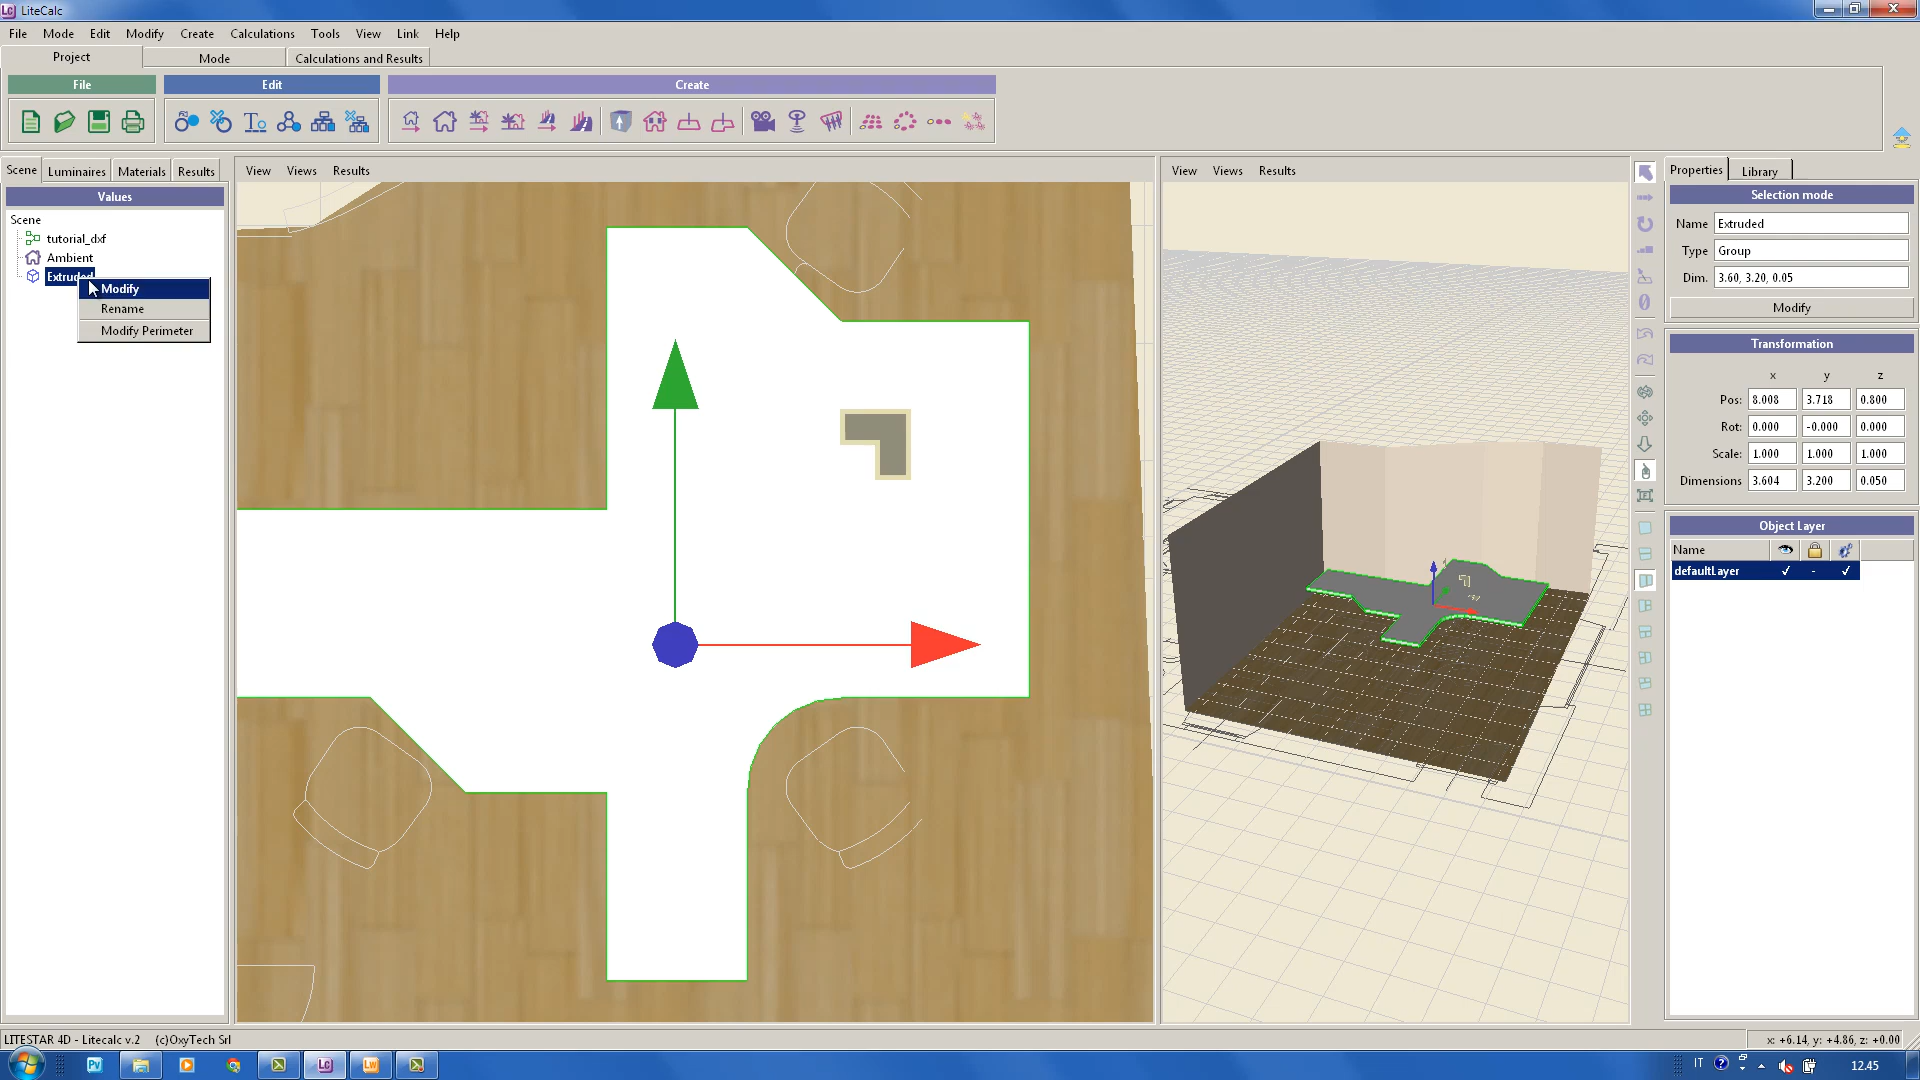 LiteCalc
File Mode Edit Modify Create Calculations Tools View Link Help
Project Mode Calculations and Results
File Edit Create
Scene Luminaires Materials Results
Values
Scene
tutorial_dxf
Ambient
Extruded
Modify
Rename
Modify Perimeter
View Views Results
View Views Results
Properties Library
Selection mode
Name Extruded
Type Group
Dim. 3.60, 3.20, 0.05
Modify
Transformation
x y z
Pos: 8.008 3.718 0.800
Rot: 0.000 -0.000 0.000
Scale: 1.000 1.000 1.000
Dimensions 3.604 3.200 0.050
Object Layer
Name
defaultLayer
LITESTAR 4D - Litecalc v.2 (c)OxyTech Srl
x: +6.14, y: +4.86, z: +0.00
IT
12.45